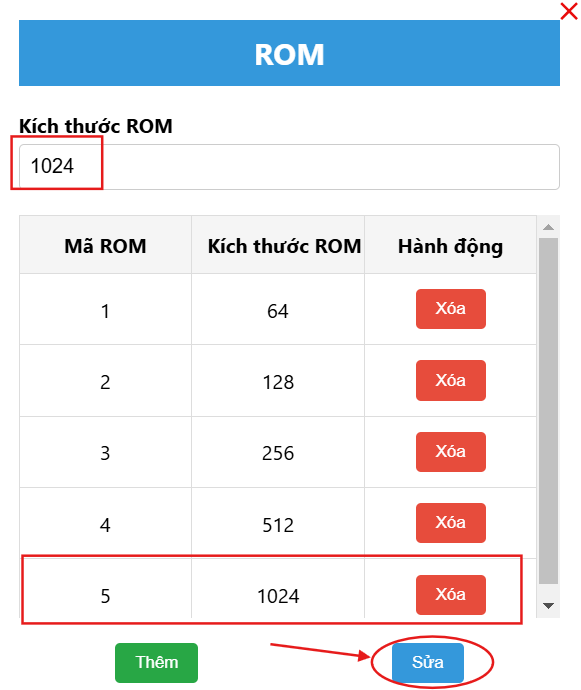 ROM
Kích thước ROM
1024
Mã ROM Kích thước ROM Hành động
1 64 Xóa
2 128 Xóa
3 256 Xóa
4 512 Xóa
5 1024 Xóa
Thêm Sửa